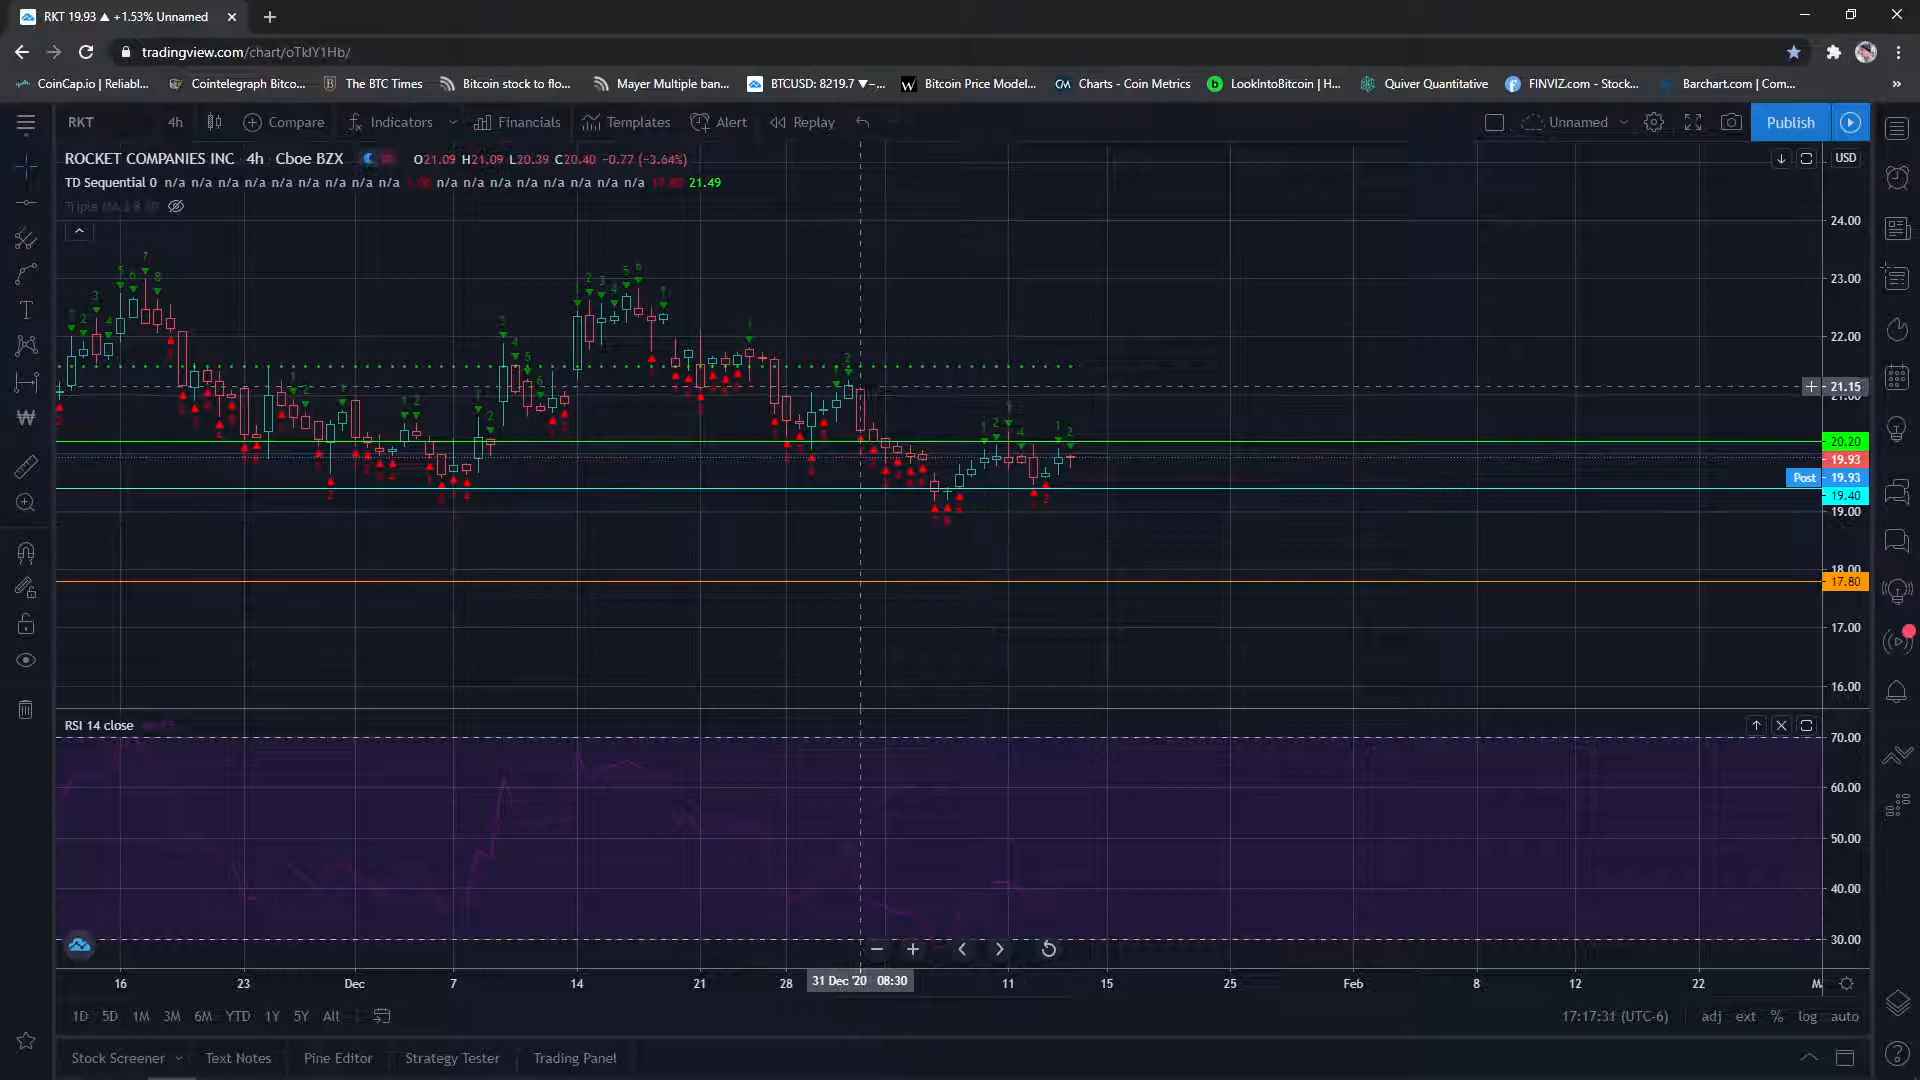 RKT 19.93 ▲ +1.53% Unnamed
tradingview.com/chart/oTkIY1Hb/
CoinCap.io | Reliabl...
Cointelegraph Bitco...
The BTC Times
Bitcoin stock to flo...
Mayer Multiple ban...
BTCUSD: 8219.7 ▼−...
Bitcoin Price Model...
Charts - Coin Metrics
LookIntoBitcoin | H...
Quiver Quantitative
FINVIZ.com - Stock...
Barchart.com | Com...
RKT 4h Compare Indicators Financials Templates Alert Replay Unnamed Publish
ROCKET COMPANIES INC 4h Cboe BZX O21.09 H21.09 L20.39 C20.40 −0.77 (−3.64%) USD
TD Sequential 0 n/a n/a n/a n/a n/a n/a n/a n/a n/a 1.00 n/a n/a n/a n/a n/a n/a n/a n/a 17.80 21.49
24.00
23.00
22.00
21.15
21.00
20.20
19.93
Post 19.93
19.40
19.00
18.00
17.80
17.00
16.00
RSI 14 close
70.00
60.00
50.00
40.00
30.00
16 23 Dec 7 14 21 28 31 Dec '20 08:30 11 15 25 Feb 8 12 22
1D 5D 1M 3M 6M YTD 1Y 5Y All 17:17:31 (UTC-6) adj ext % log auto
Stock Screener Text Notes Pine Editor Strategy Tester Trading Panel